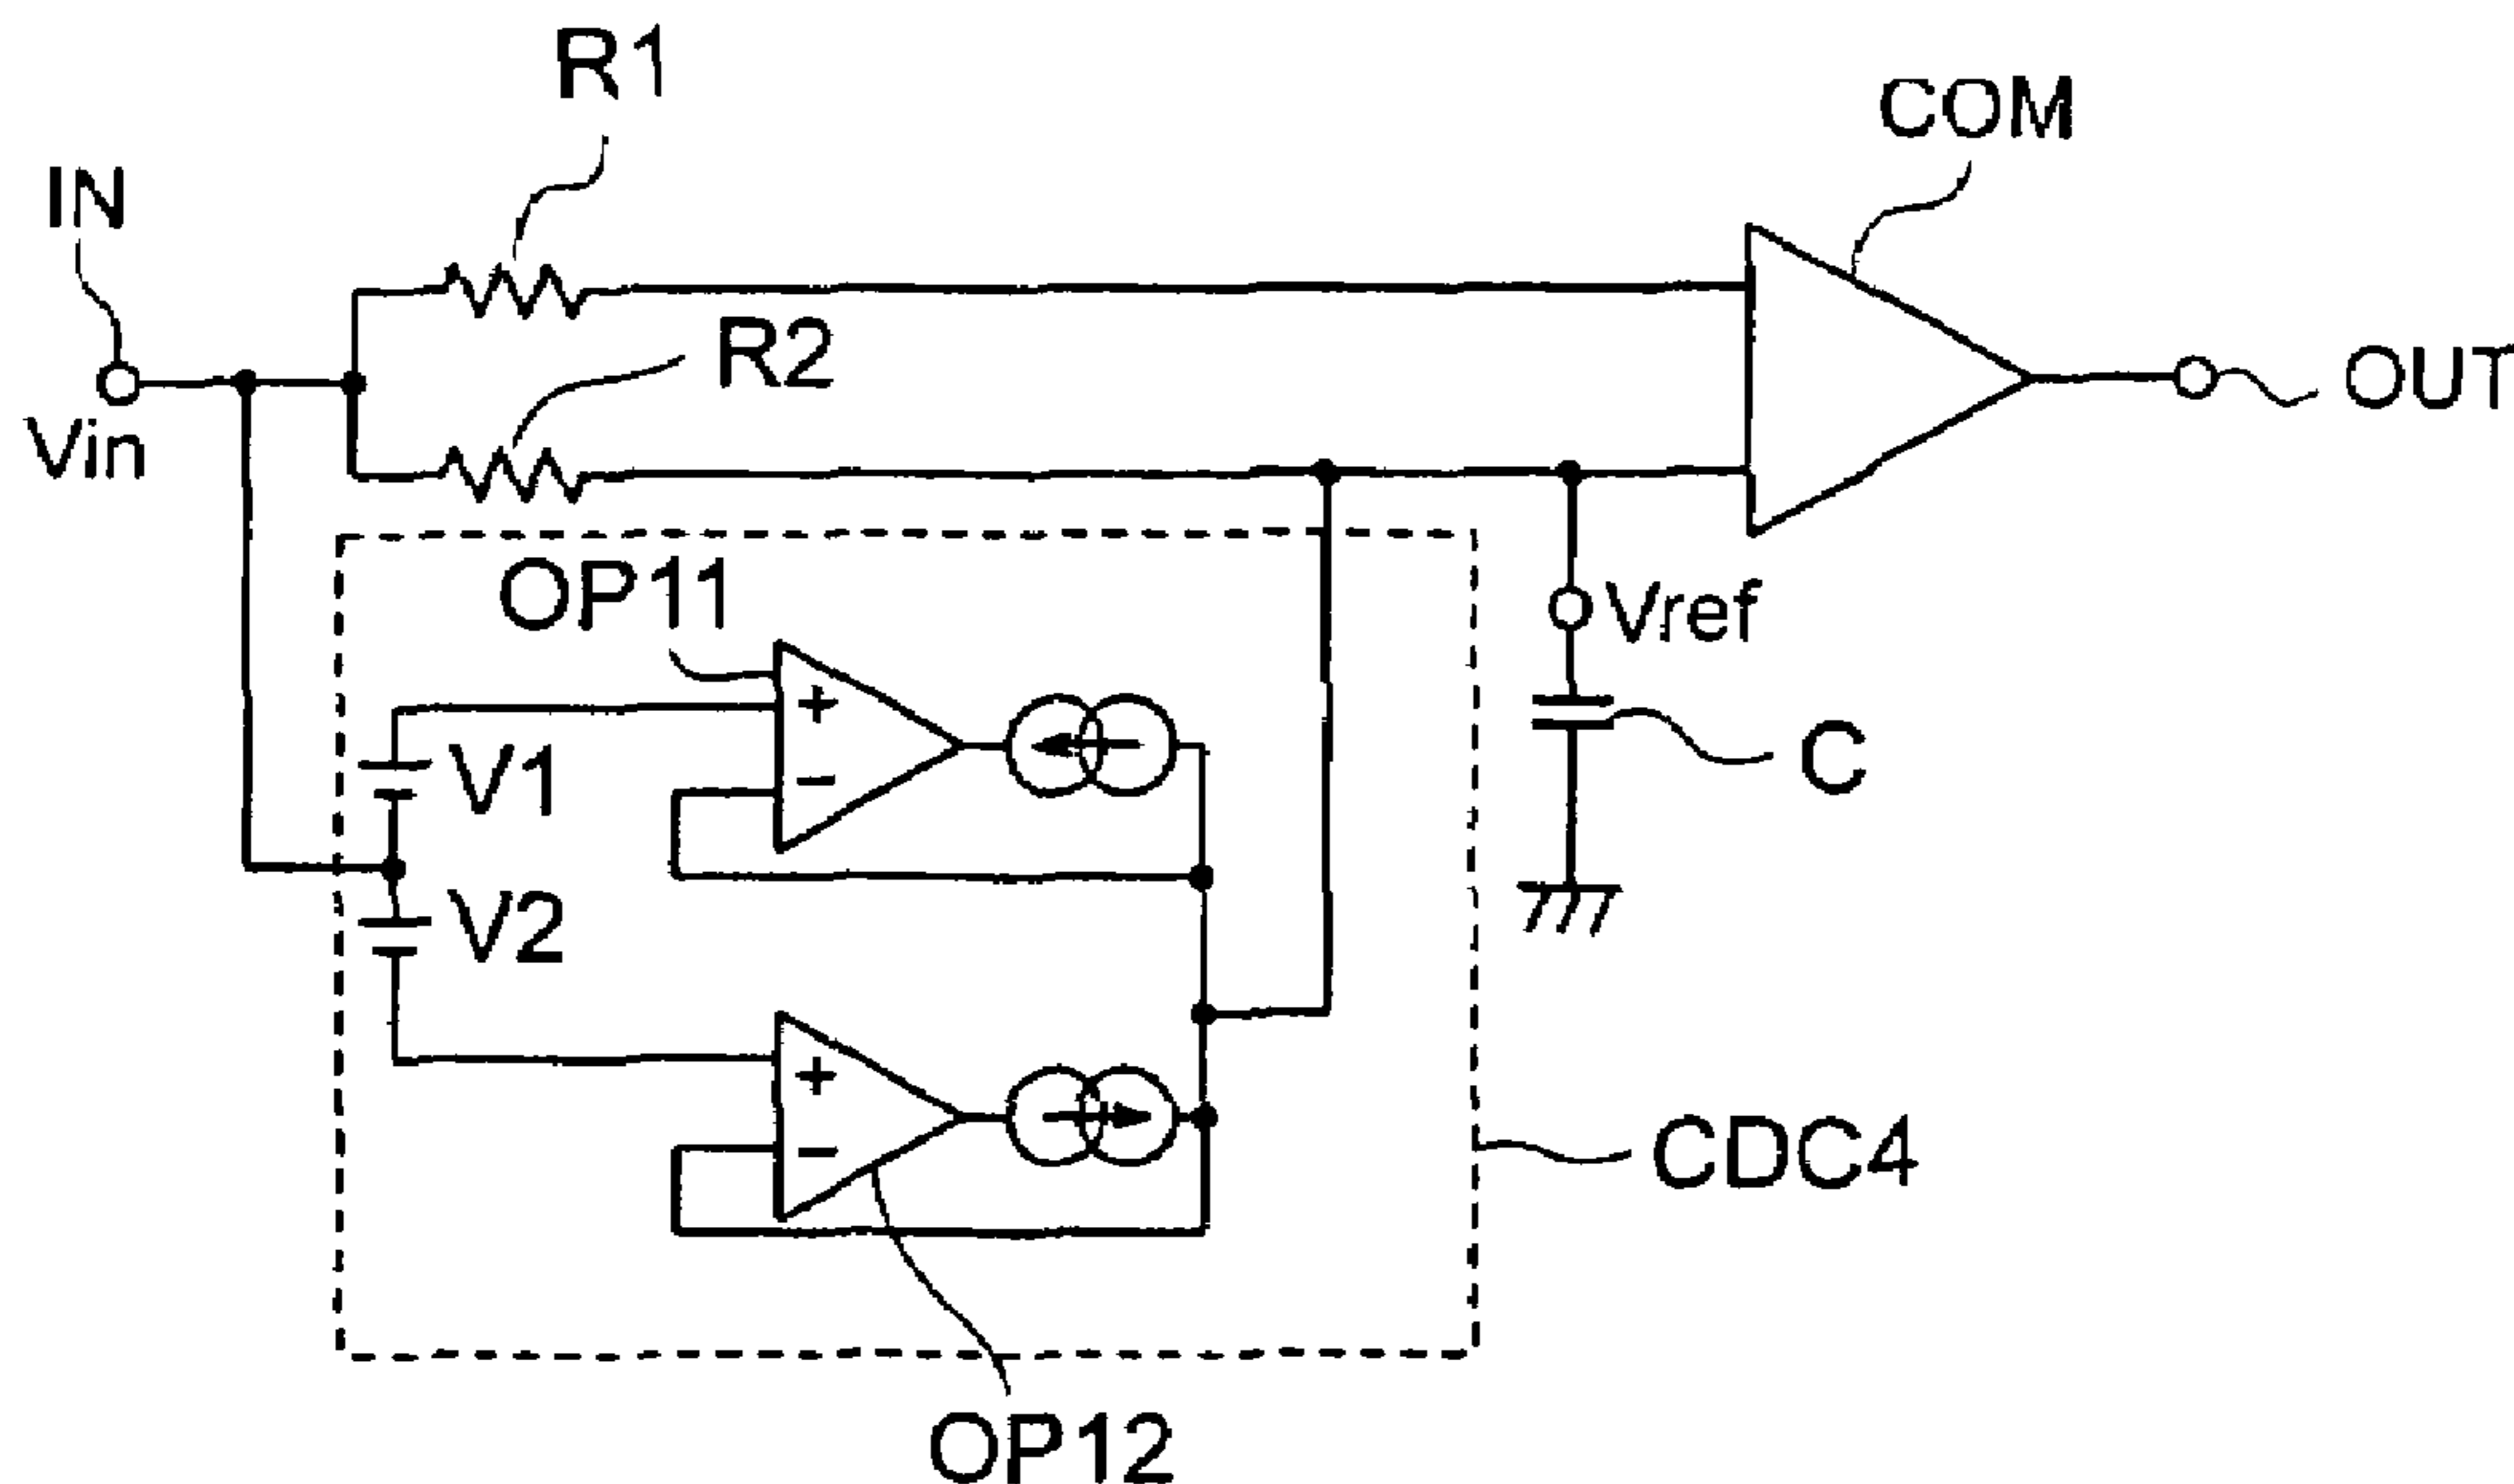 R1
COM
IN
R2
OUT
Vin
OP11
Vref
+
V1
C
−
V2
+
−
CDC4
OP12